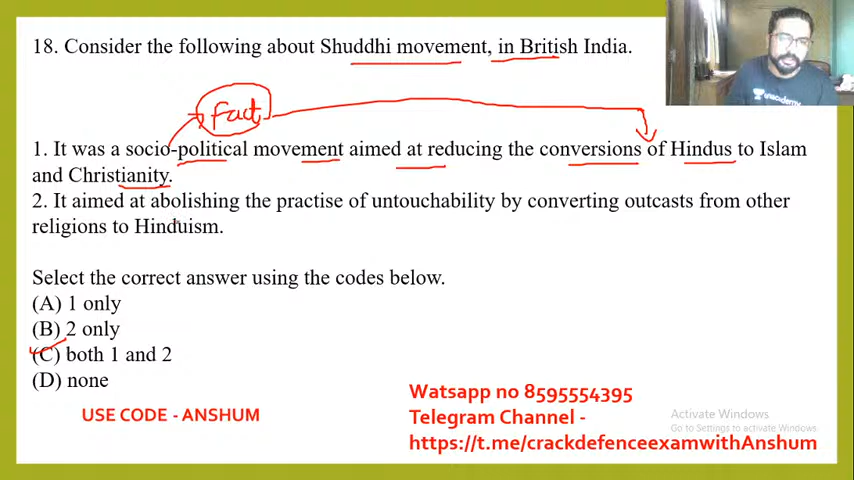 18. Consider the following about Shuddhi movement, in British India.
unacademy
Fact
1. It was a socio-political movement aimed at reducing the conversions of Hindus to Islam
and Christianity.
2. It aimed at abolishing the practise of untouchability by converting outcasts from other
religions to Hinduism.
Select the correct answer using the codes below.
(A) 1 only
(B) 2 only
(C) both 1 and 2
(D) none
USE CODE - ANSHUM
Watsapp no 8595554395
Telegram Channel -
https://t.me/crackdefenceexamwithAnshum
Activate Windows
Go to Settings to activate Windows.